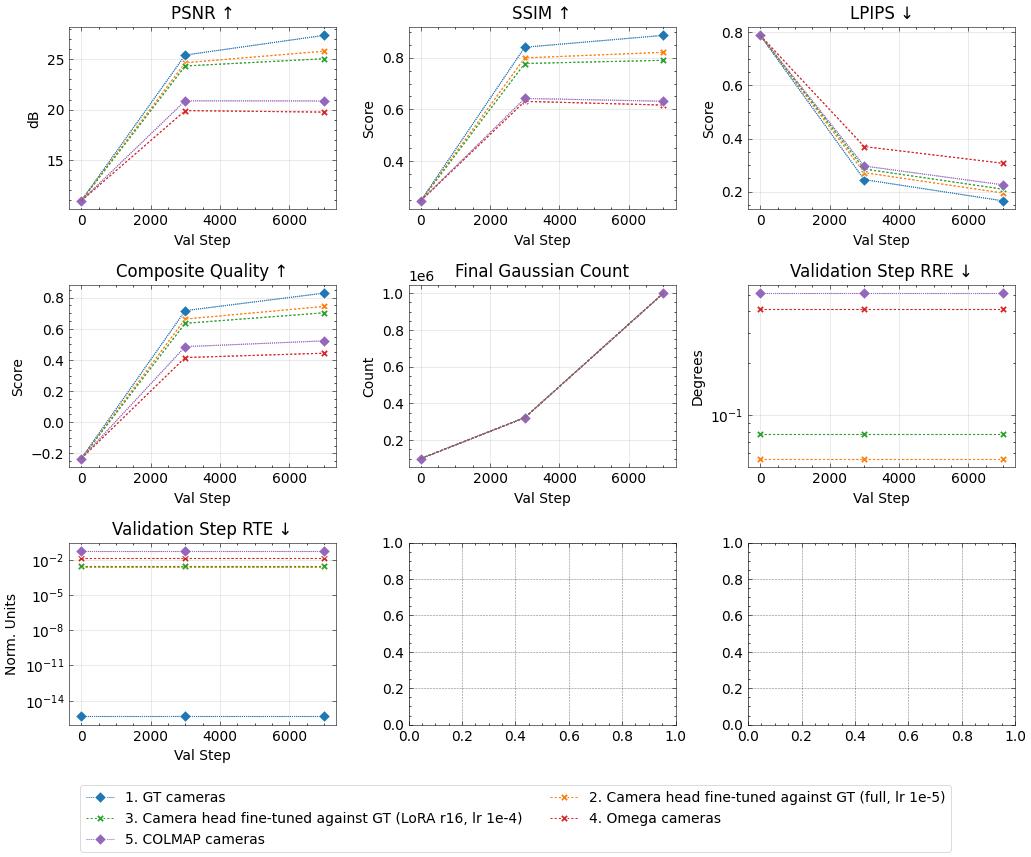 PSNR ↑
SSIM ↑
LPIPS ↓
25
20
15
dB
0 2000 4000 6000
Val Step
0.8
0.6
0.4
Score
0 2000 4000 6000
Val Step
0.8
0.6
0.4
0.2
Score
0 2000 4000 6000
Val Step
Composite Quality ↑
1e6 Final Gaussian Count
Validation Step RRE ↓
0.8
0.6
0.4
0.2
0.0
−0.2
Score
0 2000 4000 6000
Val Step
1.0
0.8
0.6
0.4
0.2
Count
0 2000 4000 6000
Val Step
10⁻¹
Degrees
0 2000 4000 6000
Val Step
Validation Step RTE ↓
10⁻²
10⁻⁵
10⁻⁸
10⁻¹¹
10⁻¹⁴
Norm. Units
0 2000 4000 6000
Val Step
1.0
0.8
0.6
0.4
0.2
0.0
0.0 0.2 0.4 0.6 0.8 1.0
1.0
0.8
0.6
0.4
0.2
0.0
0.0 0.2 0.4 0.6 0.8 1.0
1. GT cameras
2. Camera head fine-tuned against GT (full, lr 1e-5)
3. Camera head fine-tuned against GT (LoRA r16, lr 1e-4)
4. Omega cameras
5. COLMAP cameras